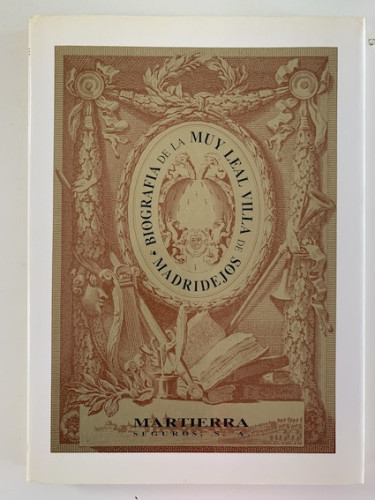 BIOGRAFIA DE LA MUY LEAL VILLA DE MADRIDEJOS
MARTIERRA
SEGUROS, S. A.